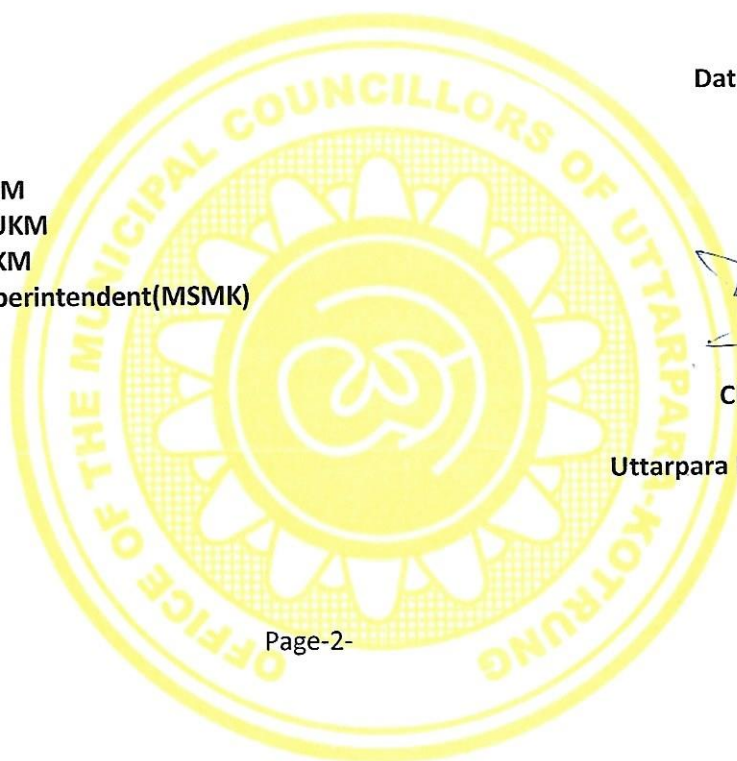 OFFICE OF THE MUNICIPAL COUNCILLORS OF UTTARPARA-KOTRUNG
Dat
M
UKM
KM
perintendent(MSMK)
C
Uttarpara
Page-2-